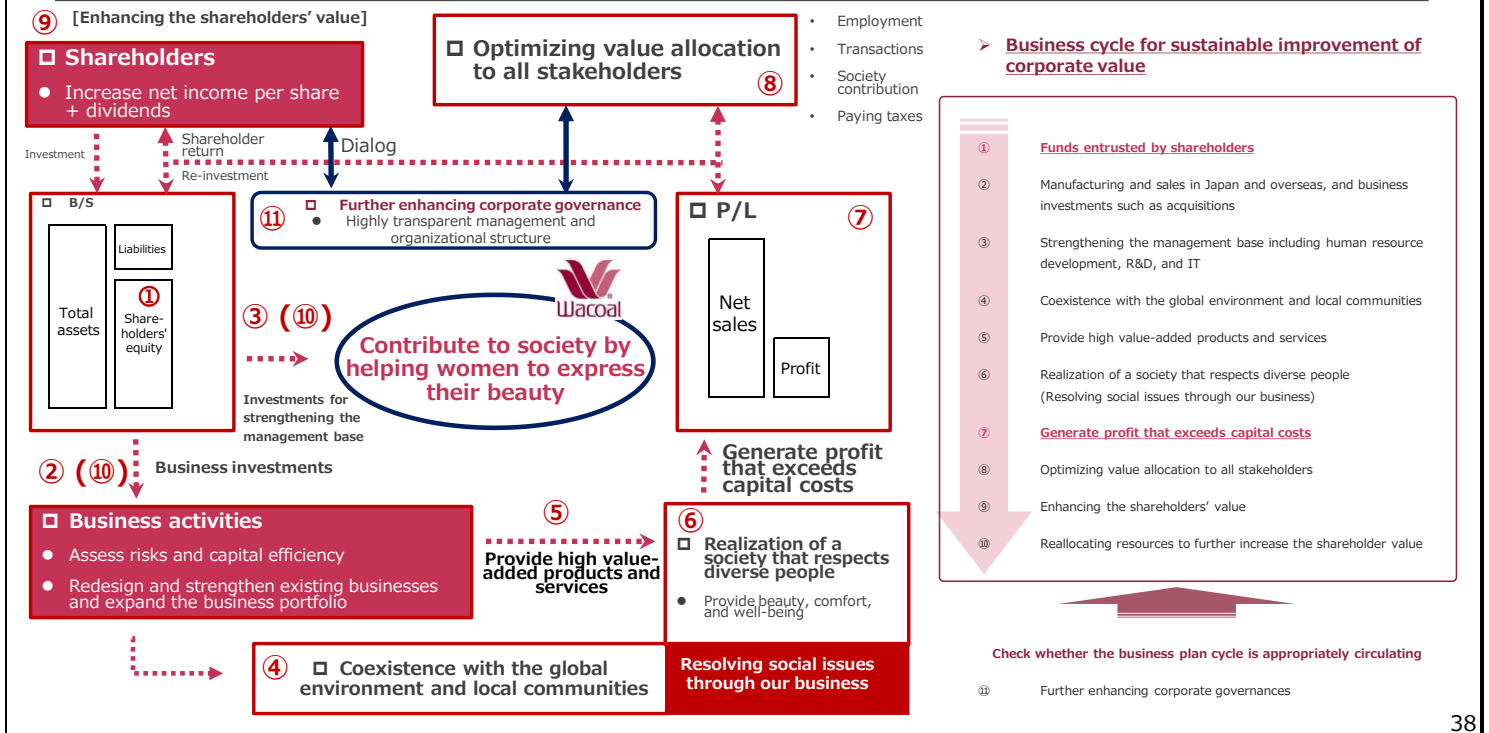 ⑨ [Enhancing the shareholders’ value]
Shareholders
● Increase net income per share
+ dividends
Optimizing value allocation
to all stakeholders
⑧
• Employment
• Transactions
• Society
contribution
• Paying taxes
Investment
Shareholder
return
Re-investment
Dialog
B/S
Total
assets
Liabilities
①
Share-
holders'
equity
⑪
Further enhancing corporate governance
● Highly transparent management and
organizational structure
P/L
⑦
Net
sales
Profit
③ (⑩)
Investments for
strengthening the
management base
Wacoal
Contribute to society by
helping women to express
their beauty
② (⑩)
Business investments
Generate profit
that exceeds
capital costs
Business activities
● Assess risks and capital efficiency
● Redesign and strengthen existing businesses
and expand the business portfolio
⑤
Provide high value-
added products and
services
⑥
Realization of a
society that respects
diverse people
● Provide beauty, comfort,
and well-being
④ Coexistence with the global
environment and local communities
Resolving social issues
through our business
➢ Business cycle for sustainable improvement of
corporate value
① Funds entrusted by shareholders
② Manufacturing and sales in Japan and overseas, and business
investments such as acquisitions
③ Strengthening the management base including human resource
development, R&D, and IT
④ Coexistence with the global environment and local communities
⑤ Provide high value-added products and services
⑥ Realization of a society that respects diverse people
(Resolving social issues through our business)
⑦ Generate profit that exceeds capital costs
⑧ Optimizing value allocation to all stakeholders
⑨ Enhancing the shareholders’ value
⑩ Reallocating resources to further increase the shareholder value
Check whether the business plan cycle is appropriately circulating
⑪ Further enhancing corporate governances
38